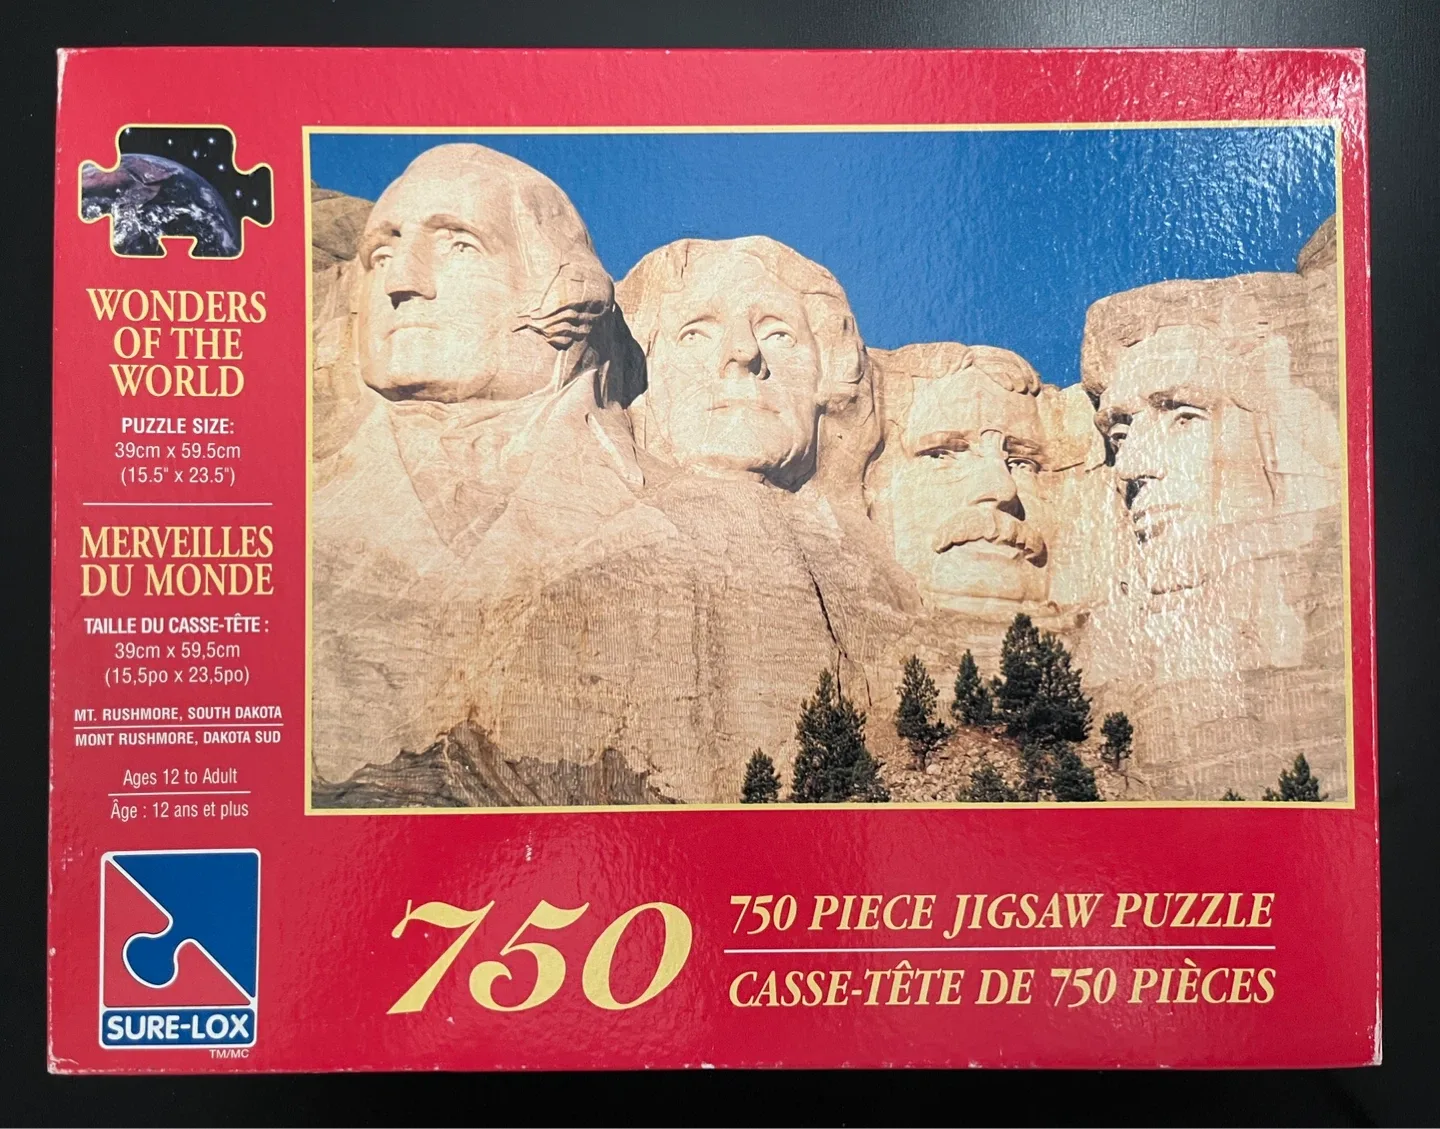 WONDERS
OF THE
WORLD
PUZZLE SIZE:
39cm x 59.5cm
(15.5" x 23.5")
MERVEILLES
DU MONDE
TAILLE DU CASSE-TÊTE :
39cm x 59,5cm
(15,5po x 23,5po)
MT. RUSHMORE, SOUTH DAKOTA
MONT RUSHMORE, DAKOTA SUD
Ages 12 to Adult
Âge : 12 ans et plus
SURE-LOX
TM/MC
750
750 PIECE JIGSAW PUZZLE
CASSE-TÊTE DE 750 PIÈCES